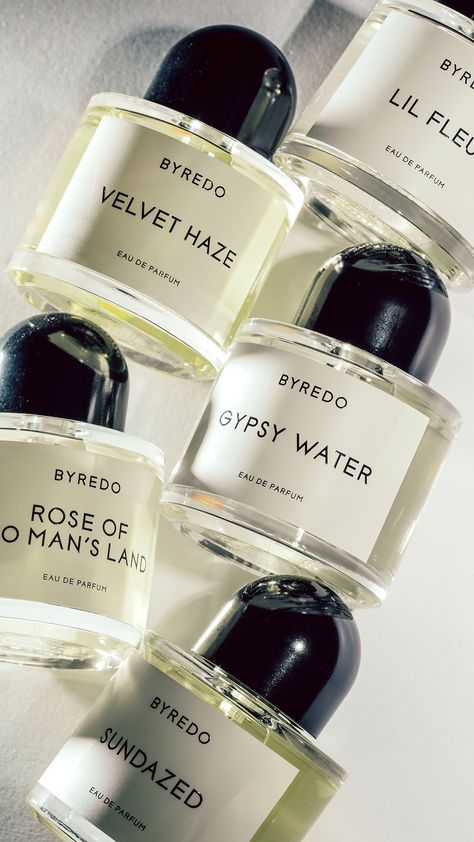 BYREDO
VELVET HAZE
EAU DE PARFUM
BYRE
LIL FLEU
EAU DE PARFUM
BYREDO
GYPSY WATER
EAU DE PARFUM
BYREDO
ROSE OF
O MAN'S LAND
EAU DE PARFUM
BYREDO
SUNDAZED
EAU DE PARFUM